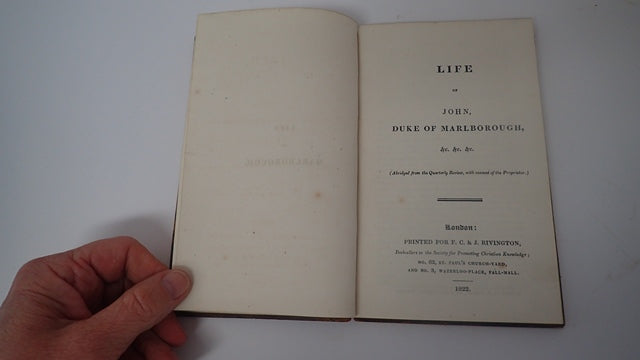 LIFE
OF
JOHN,
DUKE OF MARLBOROUGH,
&c. &c. &c.
(Abridged from the Quarterly Review, with consent of the Proprietor.)
London:
PRINTED FOR F. C. & J. RIVINGTON,
Booksellers to the Society for Promoting Christian Knowledge;
NO. 62, ST. PAUL'S CHURCH-YARD,
AND NO. 3, WATERLOO-PLACE, PALL-MALL.
1822.